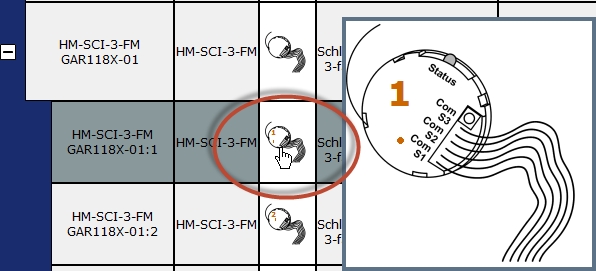 HM-SCI-3-FM
GAR118X-01
HM-SCI-3-FM
Schl
3-f
HM-SCI-3-FM
GAR118X-01:1
HM-SCI-3-FM
1
Schl
3-f
HM-SCI-3-FM
GAR118X-01:2
HM-SCI-3-FM
2
Schl
3-f
Status
1
Com
S3
Com
S2
Com
S1